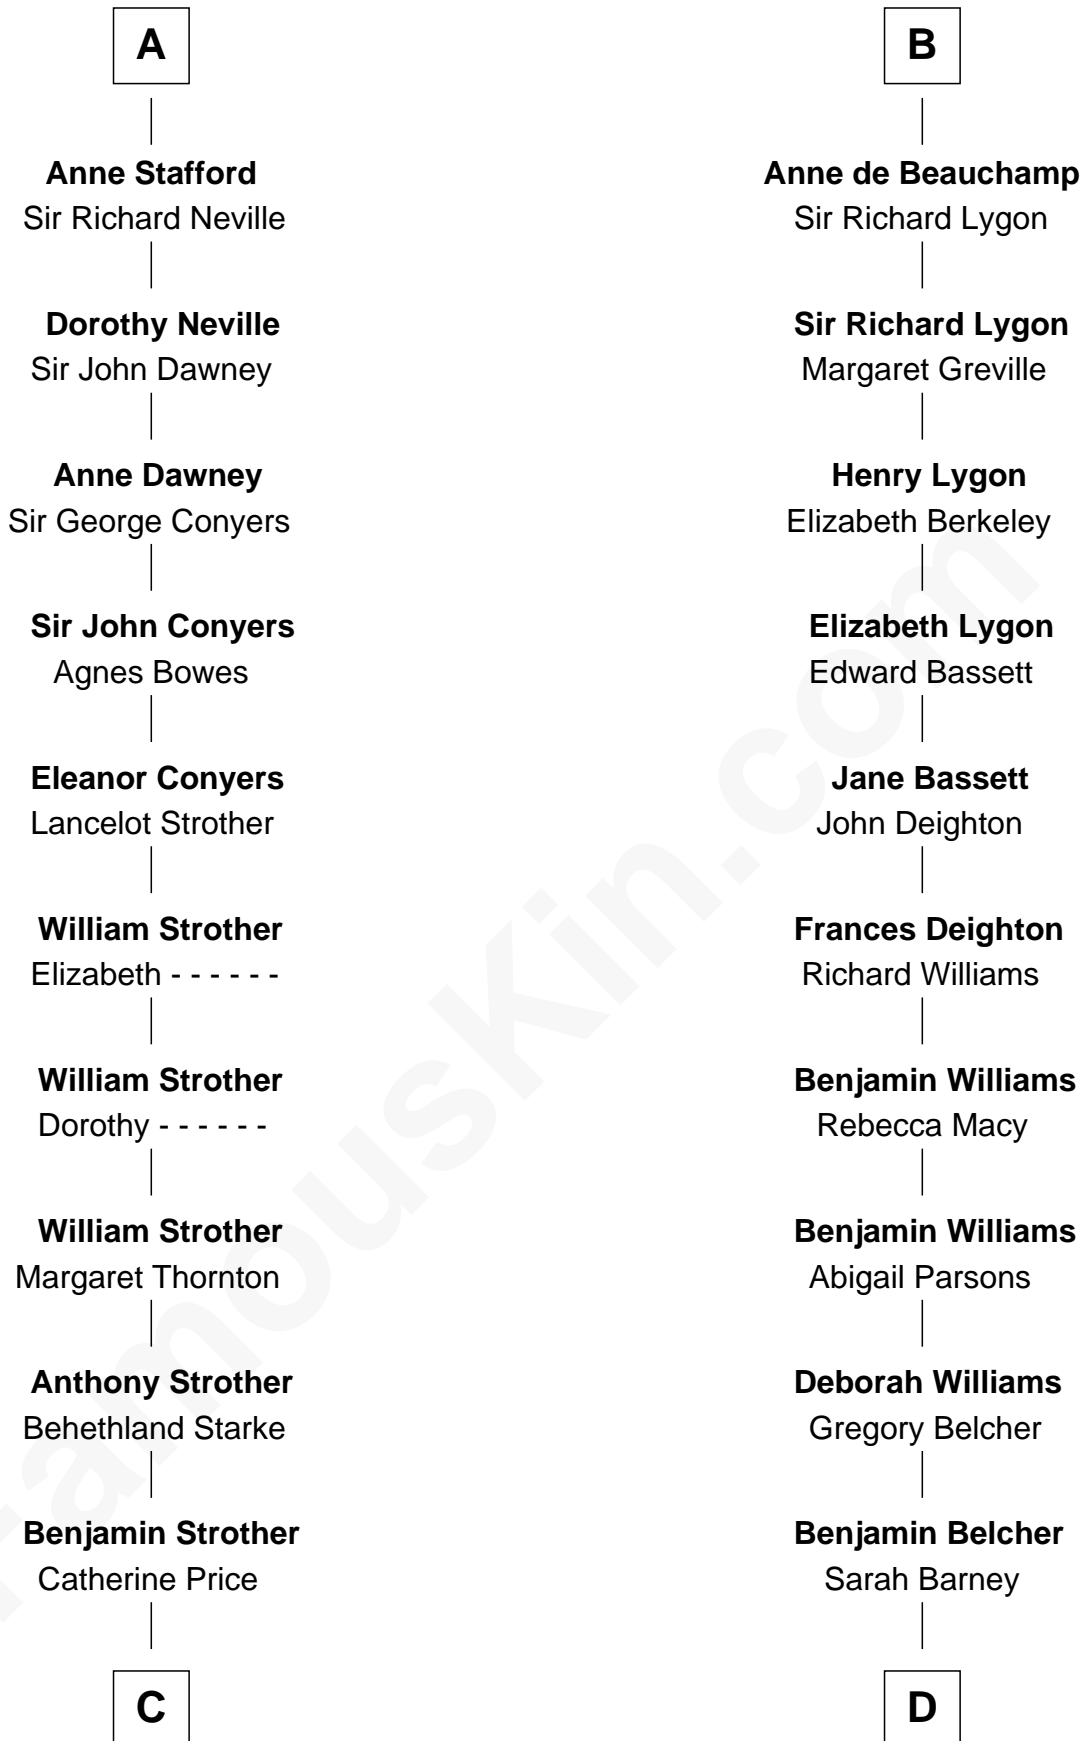 A
Anne Stafford
Sir Richard Neville
Dorothy Neville
Sir John Dawney
Anne Dawney
Sir George Conyers
Sir John Conyers
Agnes Bowes
Eleanor Conyers
Lancelot Strother
William Strother
Elizabeth - - - - - -
William Strother
Dorothy - - - - - -
William Strother
Margaret Thornton
Anthony Strother
Behethland Starke
Benjamin Strother
Catherine Price
C
B
Anne de Beauchamp
Sir Richard Lygon
Sir Richard Lygon
Margaret Greville
Henry Lygon
Elizabeth Berkeley
Elizabeth Lygon
Edward Bassett
Jane Bassett
John Deighton
Frances Deighton
Richard Williams
Benjamin Williams
Rebecca Macy
Benjamin Williams
Abigail Parsons
Deborah Williams
Gregory Belcher
Benjamin Belcher
Sarah Barney
D
FamousKin.com